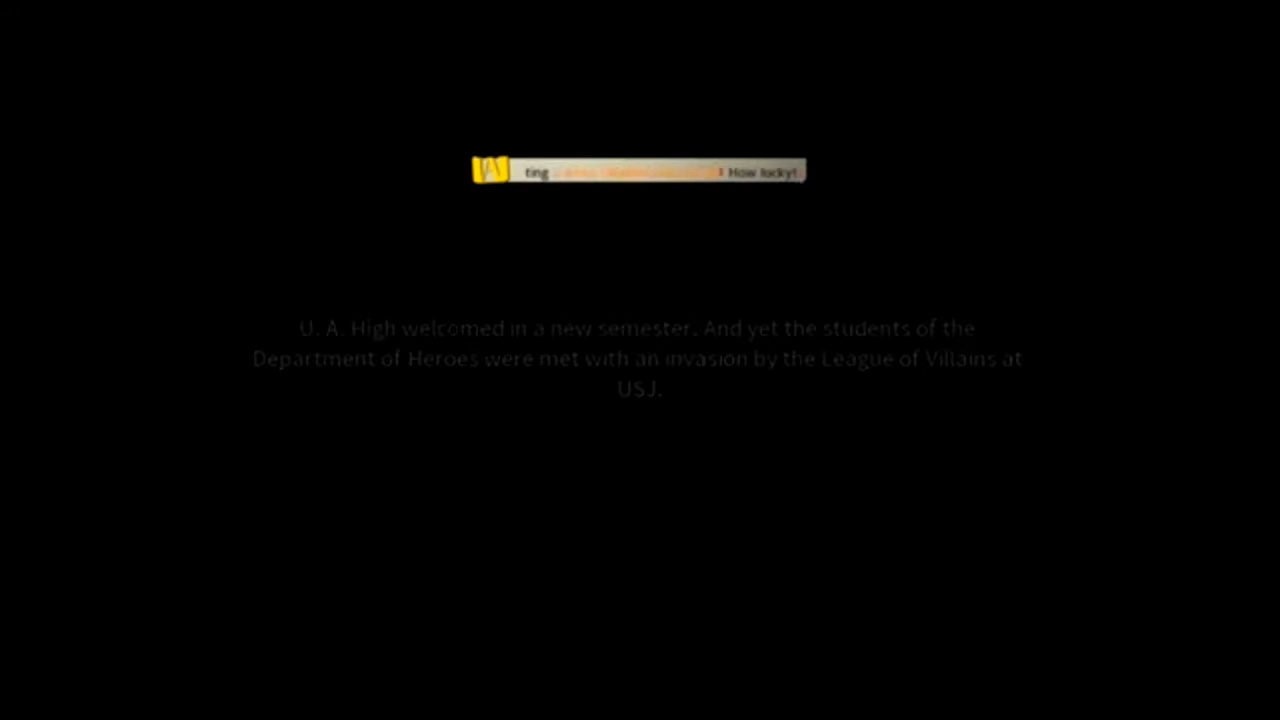 ting ! How lucky!
U. A. High welcomed in a new semester. And yet the students of the
Department of Heroes were met with an invasion by the League of Villains at
USJ.